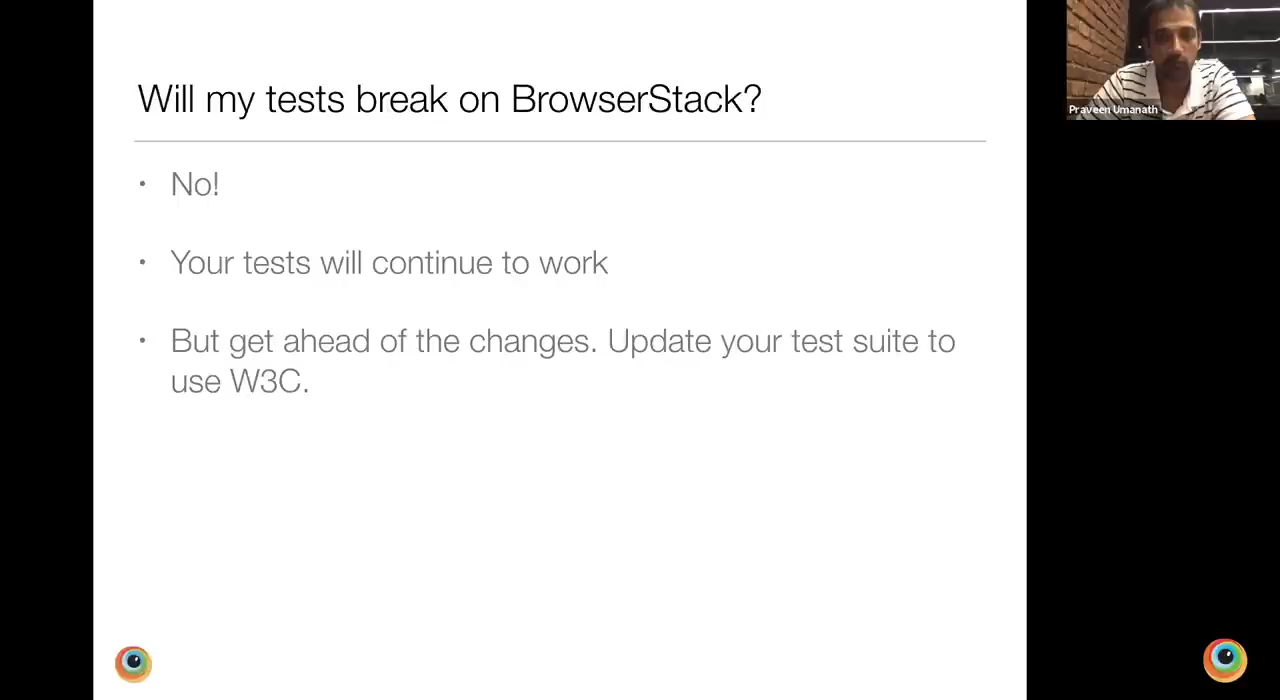 Will my tests break on BrowserStack?
• No!
• Your tests will continue to work
• But get ahead of the changes. Update your test suite to
use W3C.
Praveen Umanath